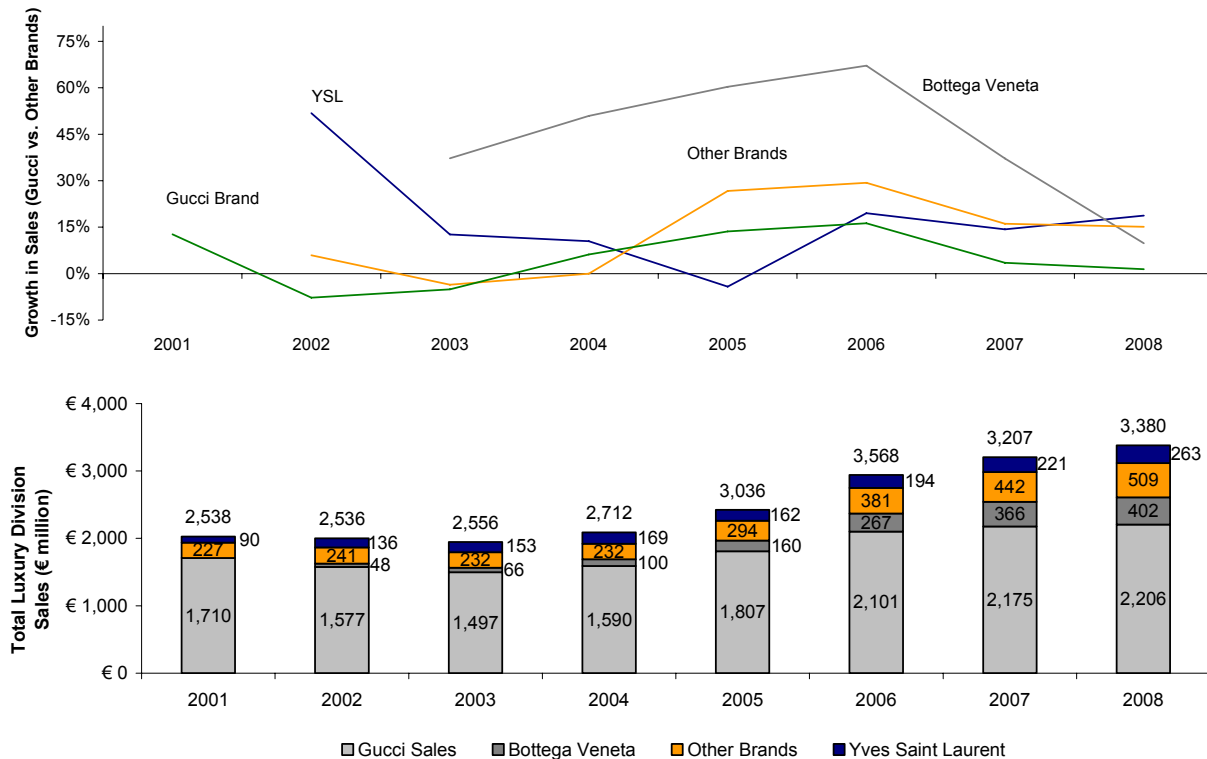 Growth in Sales (Gucci vs. Other Brands)
75%
60%
45%
30%
15%
0%
-15%
YSL
Bottega Veneta
Other Brands
Gucci Brand
2001 2002 2003 2004 2005 2006 2007 2008
Total Luxury Division
Sales (€ million)
€ 4,000
€ 3,000
€ 2,000
€ 1,000
€ 0
2,538 2,536 2,556 2,712 3,036 3,568 3,207 3,380
90 136 153 169 162 194 221 263
227 241 232 232 294 381 442 509
48 66 100 160 267 366 402
1,710 1,577 1,497 1,590 1,807 2,101 2,175 2,206
2001 2002 2003 2004 2005 2006 2007 2008
Gucci Sales Bottega Veneta Other Brands Yves Saint Laurent